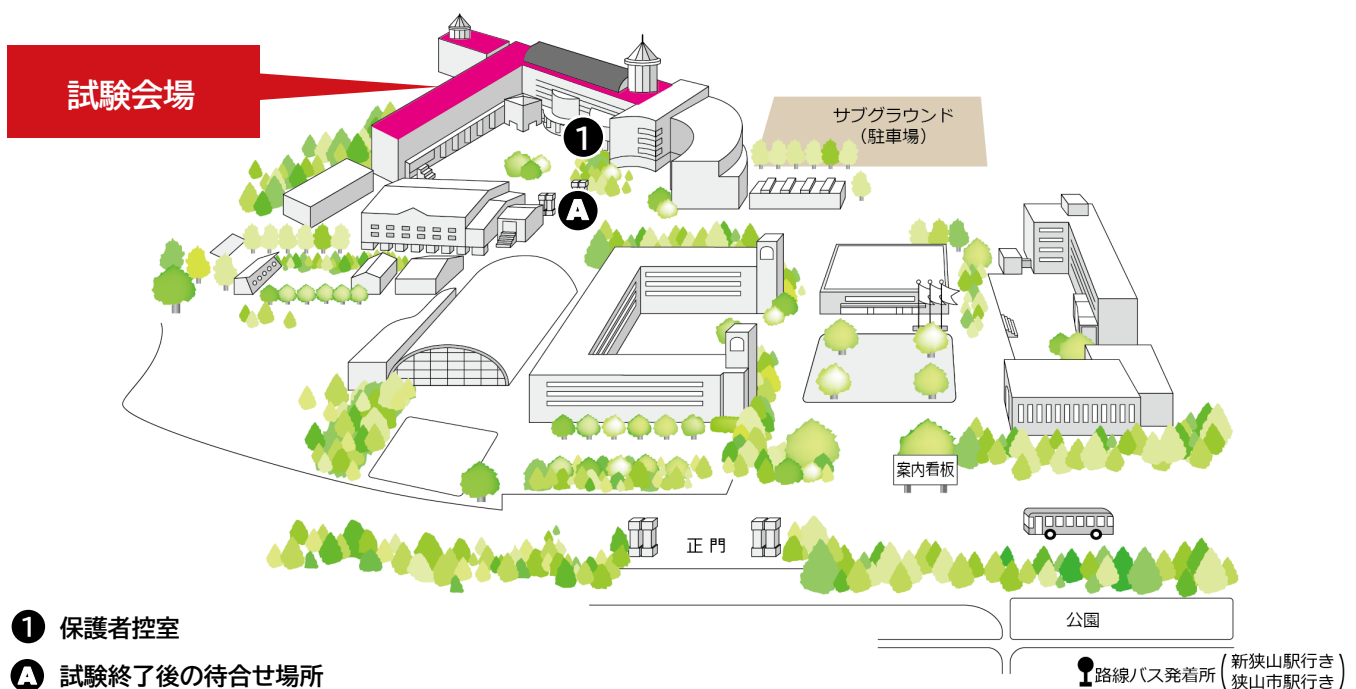 試験会場
サブグラウンド
(駐車場)
1
A
案内看板
正門
公園
1 保護者控室
A 試験終了後の待合せ場所
路線バス発着所(新狭山駅行き
狭山市駅行き)